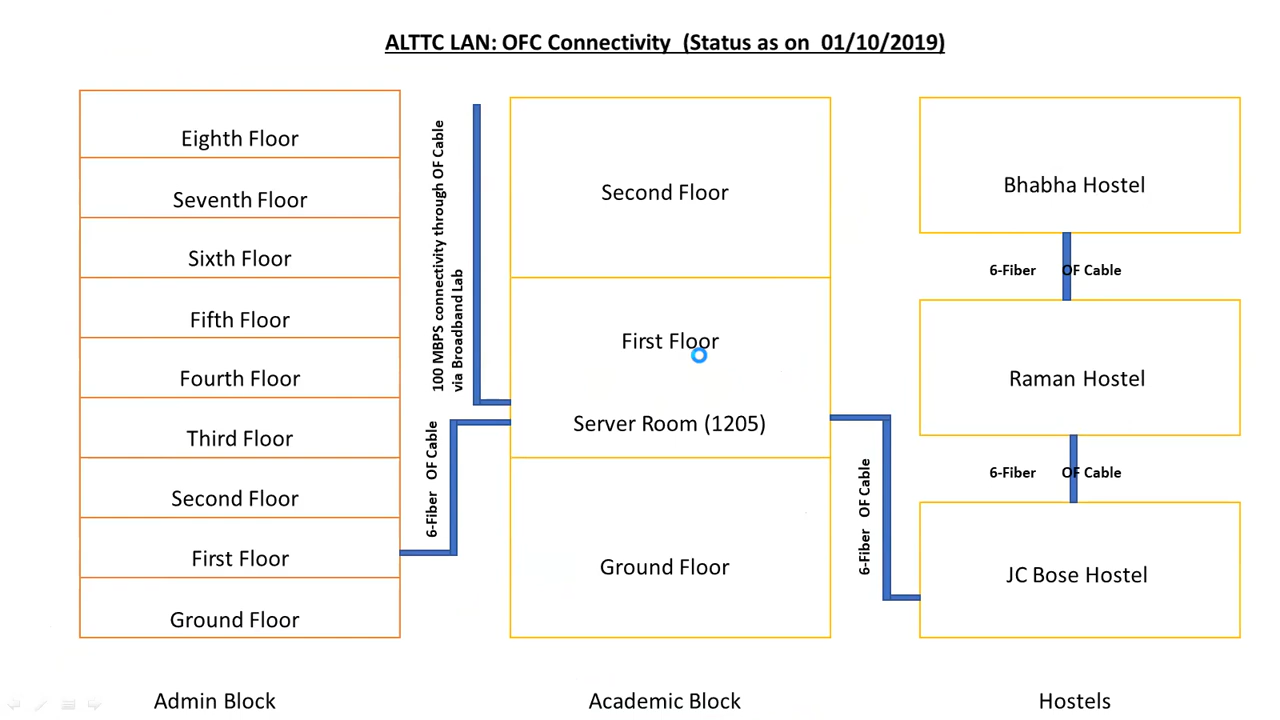 ALTTC LAN: OFC Connectivity (Status as on 01/10/2019)
Eighth Floor
Seventh Floor
Sixth Floor
Fifth Floor
Fourth Floor
Third Floor
Second Floor
First Floor
Ground Floor
Admin Block
100 MBPS connectivity through OF Cable
via Broadband Lab
6-Fiber OF Cable
Second Floor
First Floor
Server Room (1205)
Ground Floor
Academic Block
6-Fiber OF Cable
Bhabha Hostel
6-Fiber OF Cable
Raman Hostel
6-Fiber OF Cable
JC Bose Hostel
Hostels